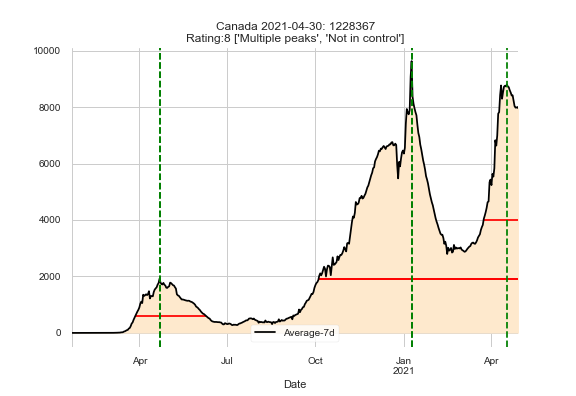 Canada 2021-04-30: 1228367
Rating:8 ['Multiple peaks', 'Not in control']
10000
8000
6000
4000
2000
0
Average-7d
Apr
Jul
Oct
Jan
2021
Apr
Date